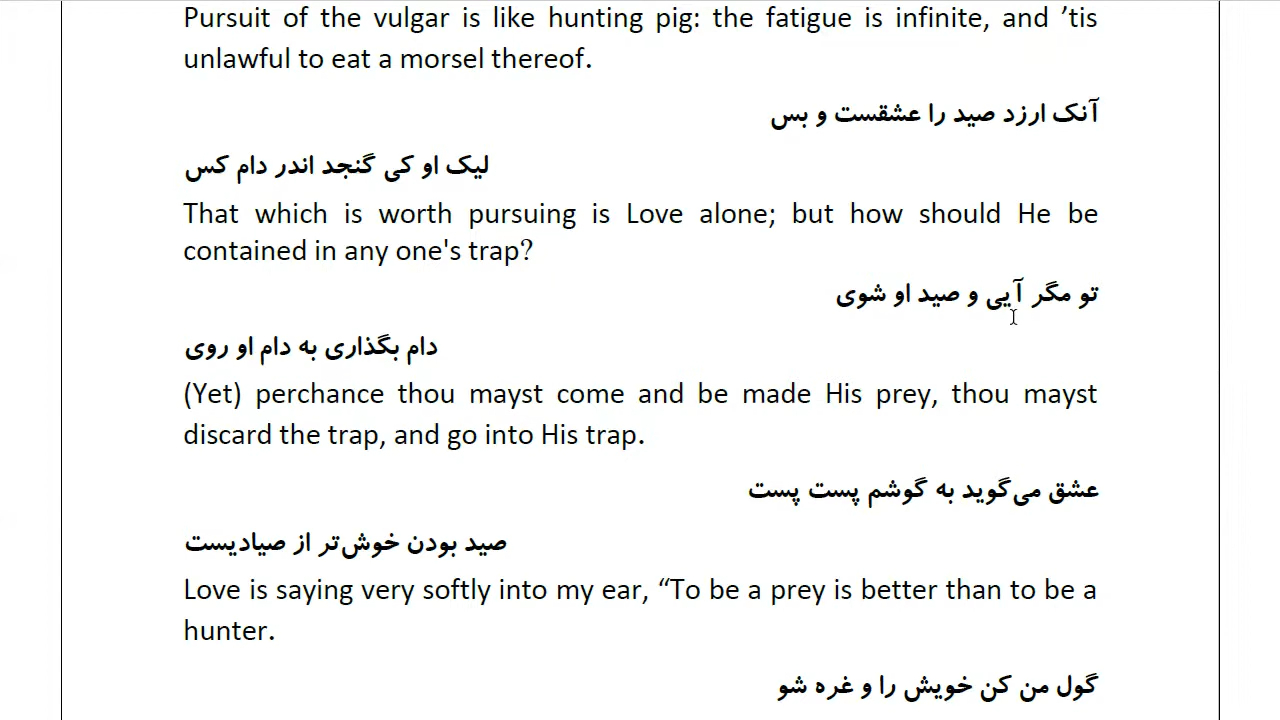 Pursuit of the vulgar is like hunting pig: the fatigue is infinite, and ’tis
unlawful to eat a morsel thereof.
آنک ارزد صید را عشقست و بس
لیک او کی گنجد اندر دام کس
That which is worth pursuing is Love alone; but how should He be
contained in any one's trap?
تو مگر آیی و صید او شوی
دام بگذاری به دام او روی
(Yet) perchance thou mayst come and be made His prey, thou mayst
discard the trap, and go into His trap.
عشق می‌گوید به گوشم پست پست
صید بودن خوش‌تر از صیادیست
Love is saying very softly into my ear, “To be a prey is better than to be a
hunter.
گول من کن خویش را و غره شو